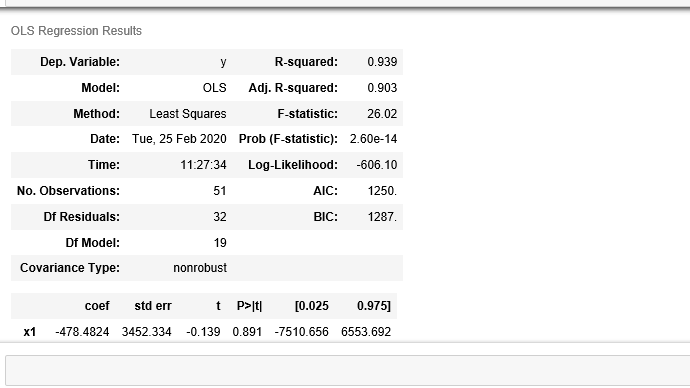 OLS Regression Results
Dep. Variable: y R-squared: 0.939
Model: OLS Adj. R-squared: 0.903
Method: Least Squares F-statistic: 26.02
Date: Tue, 25 Feb 2020 Prob (F-statistic): 2.60e-14
Time: 11:27:34 Log-Likelihood: -606.10
No. Observations: 51 AIC: 1250.
Df Residuals: 32 BIC: 1287.
Df Model: 19
Covariance Type: nonrobust
coef std err t P>|t| [0.025 0.975]
x1 -478.4824 3452.334 -0.139 0.891 -7510.656 6553.692